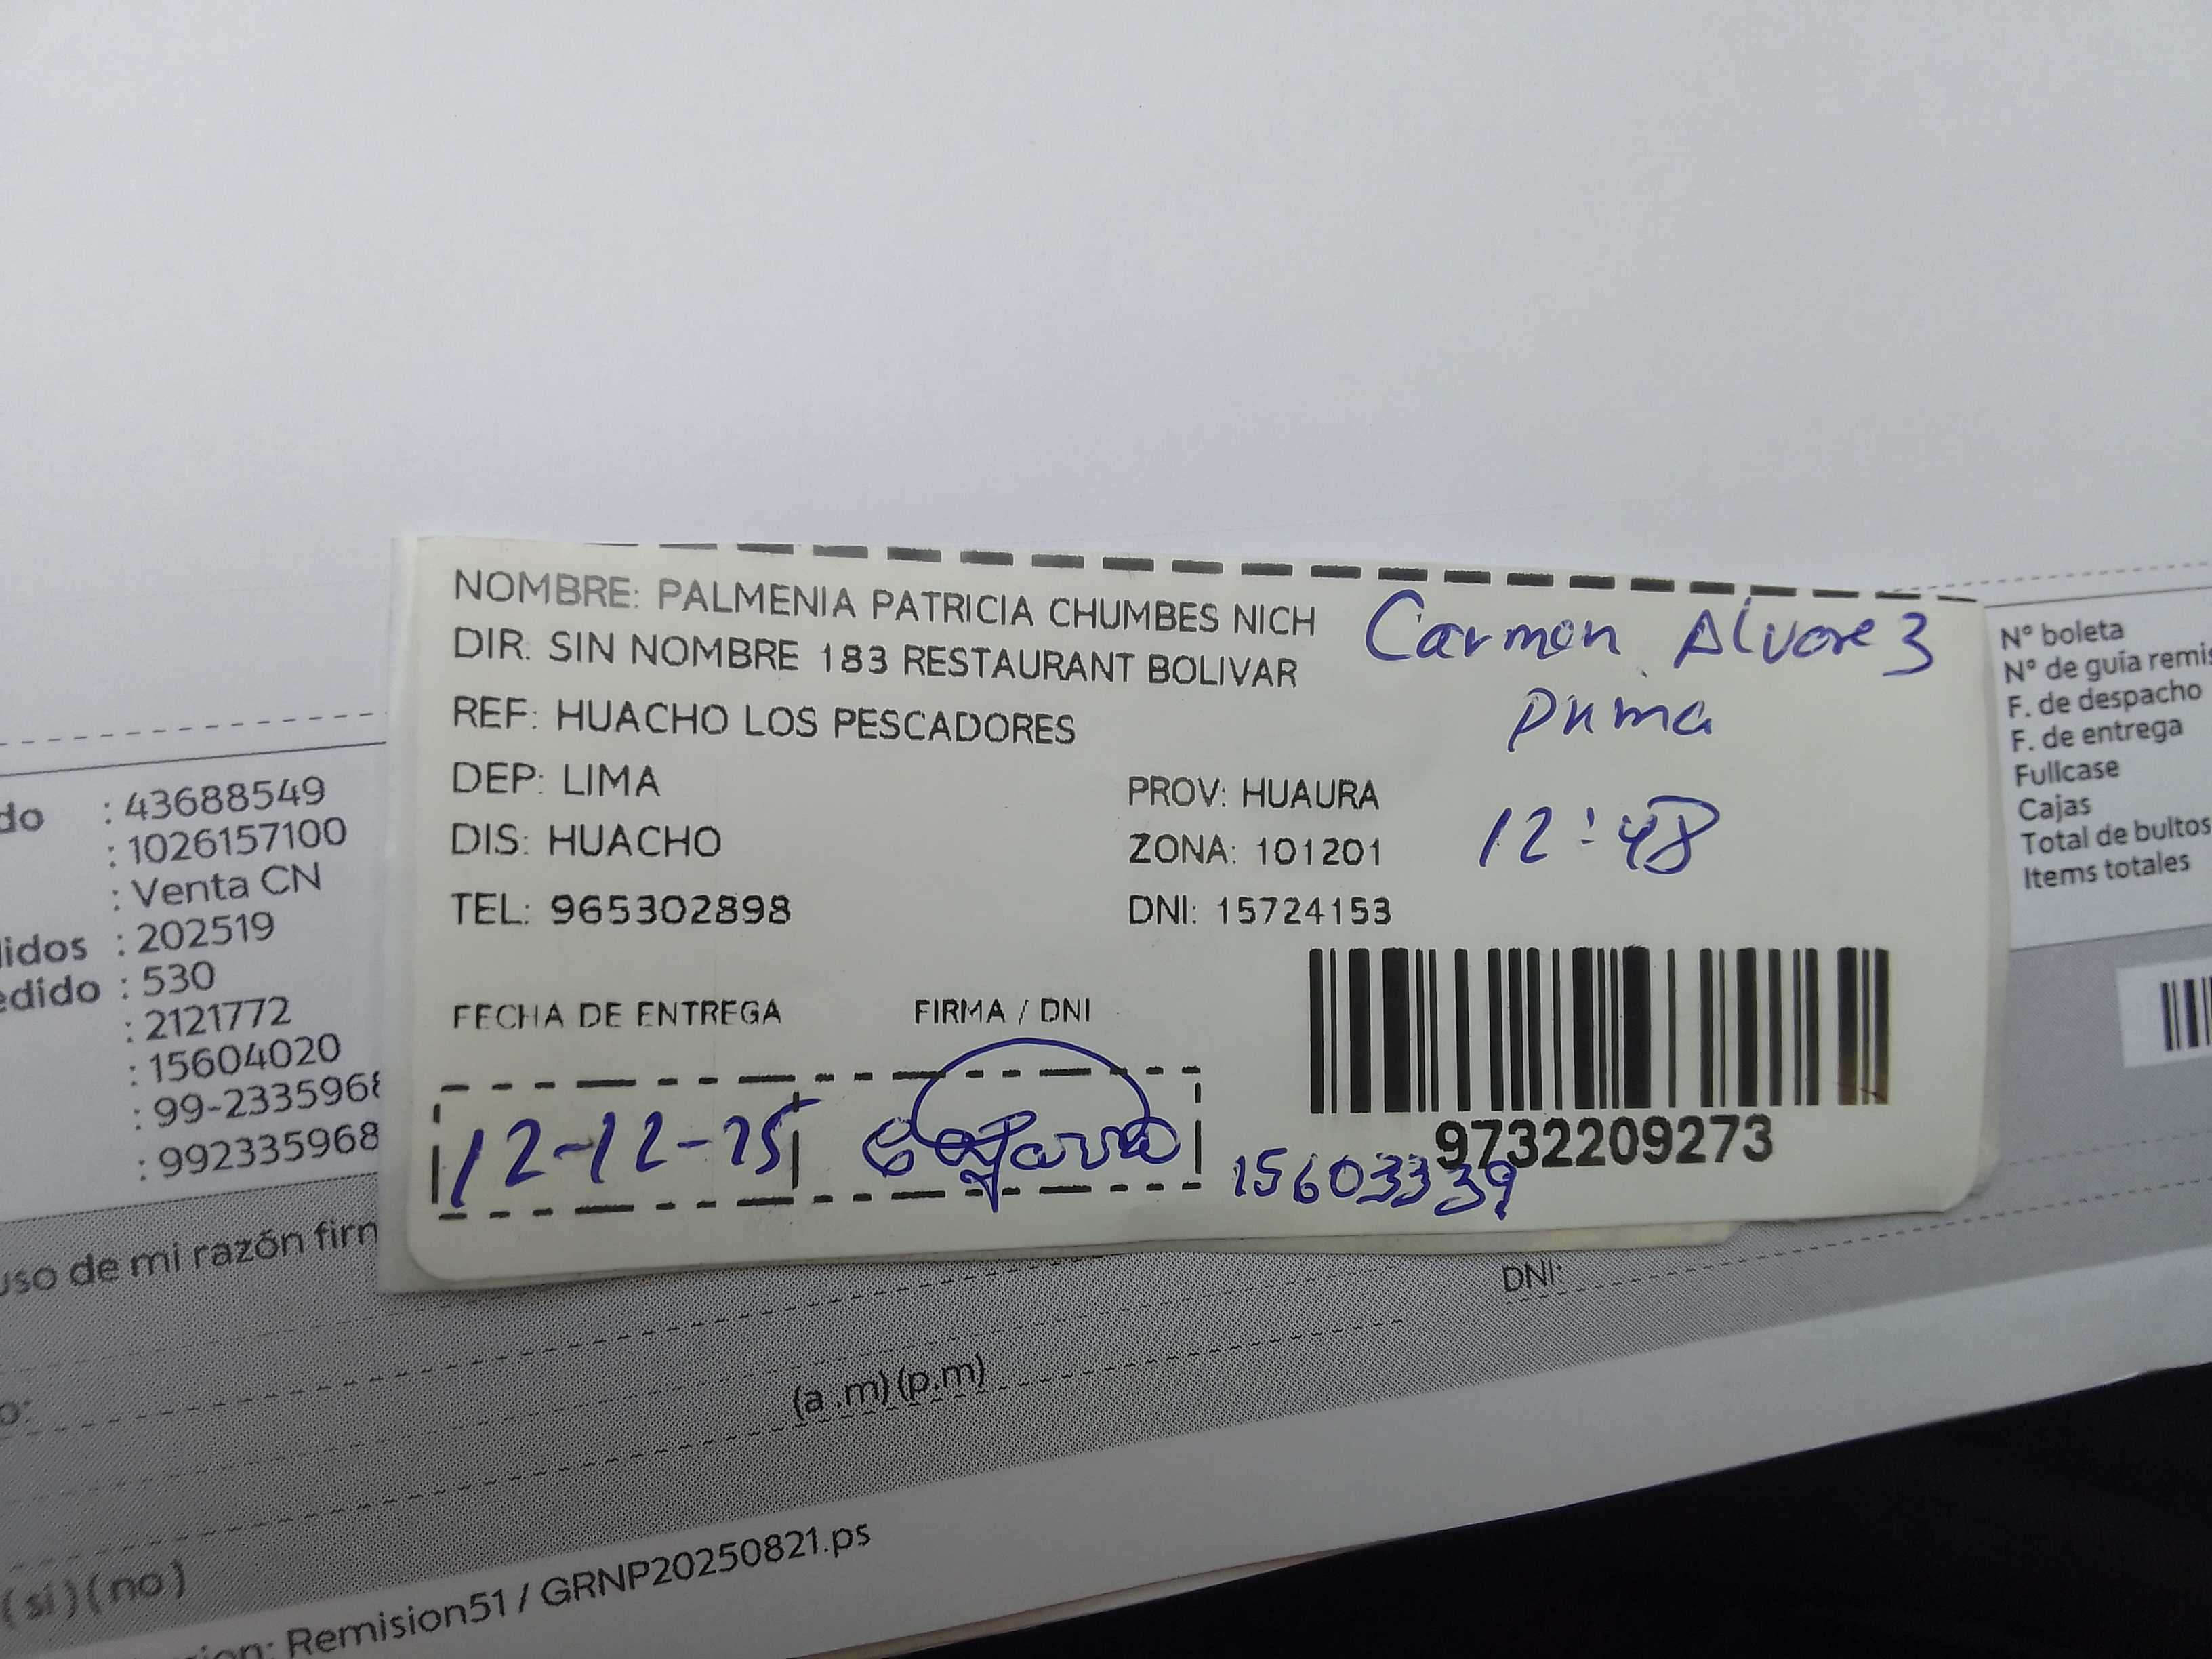 NOMBRE: PALMENIA PATRICIA CHUMBES NICH
DIR: SIN NOMBRE 183 RESTAURANT BOLIVAR
REF: HUACHO LOS PESCADORES
DEP: LIMA
PROV: HUAURA
DIS: HUACHO
ZONA: 101201
TEL: 965302898
DNI: 15724153
Carmen Alvarez
prima
12:48
FECHA DE ENTREGA
FIRMA / DNI
12-12-25
9732209273
15603339
do : 43688549
: 1026157100
: Venta CN
lidos : 202519
edido : 530
: 2121772
: 15604020
: 99-2335968
: 992335968
N° boleta
N° de guía remis
F. de despacho
F. de entrega
Fullcase
Cajas
Total de bultos
Items totales
uso de mi razón firm
DNI:
o:
(a.m)(p.m)
(si)(no)
ion: Remision51 / GRNP20250821.ps